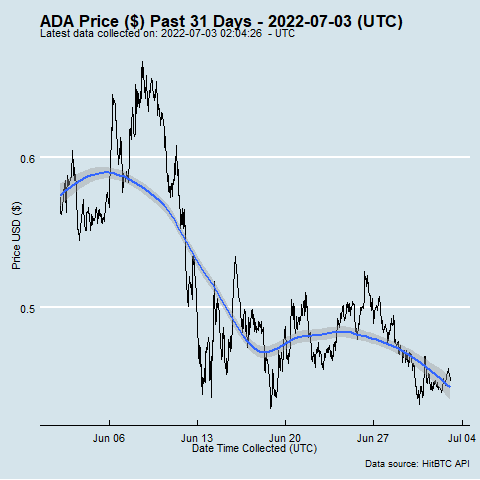 ADA Price ($) Past 31 Days - 2022-07-03 (UTC)
Latest data collected on: 2022-07-03 02:04:26 - UTC
Price USD ($)
0.6
0.5
Jun 06 Jun 13 Jun 20 Jun 27 Jul 04
Date Time Collected (UTC)
Data source: HitBTC API